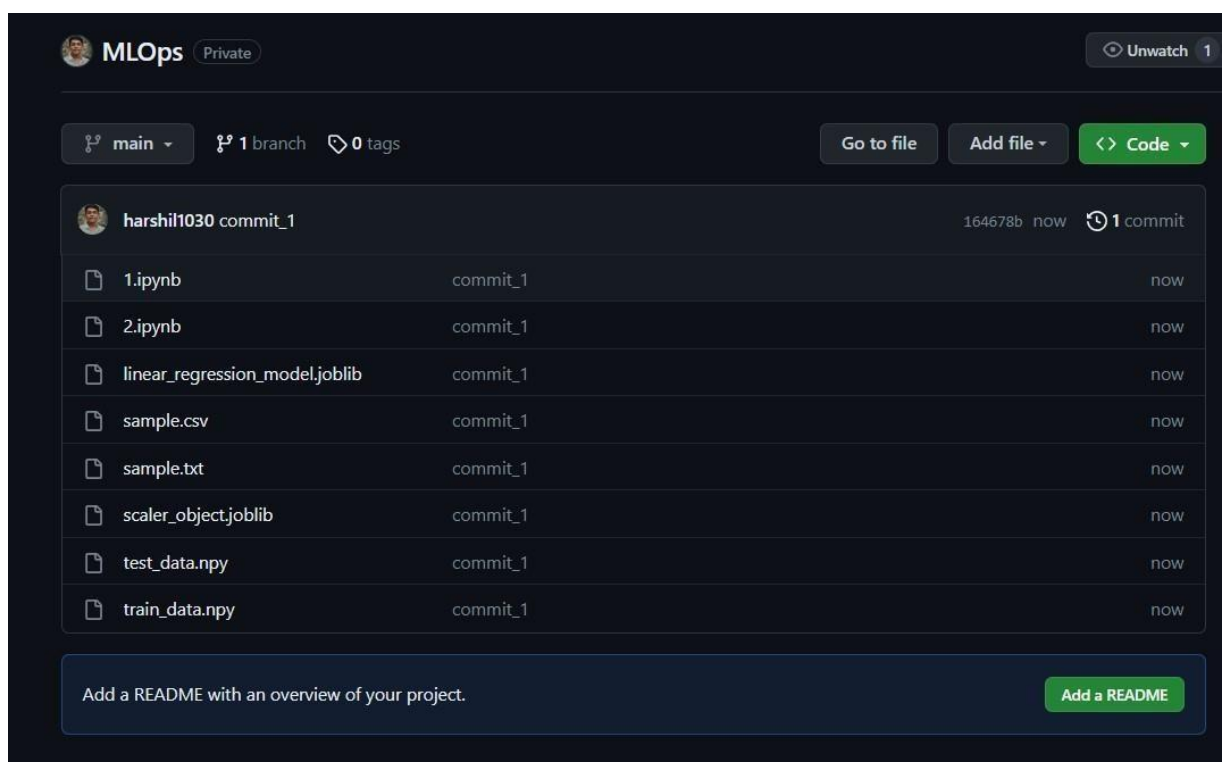 MLOps Private Unwatch 1
main 1 branch 0 tags Go to file Add file <> Code
harshil1030 commit_1 164678b now 1 commit
1.ipynb commit_1 now
2.ipynb commit_1 now
linear_regression_model.joblib commit_1 now
sample.csv commit_1 now
sample.txt commit_1 now
scaler_object.joblib commit_1 now
test_data.npy commit_1 now
train_data.npy commit_1 now
Add a README with an overview of your project. Add a README